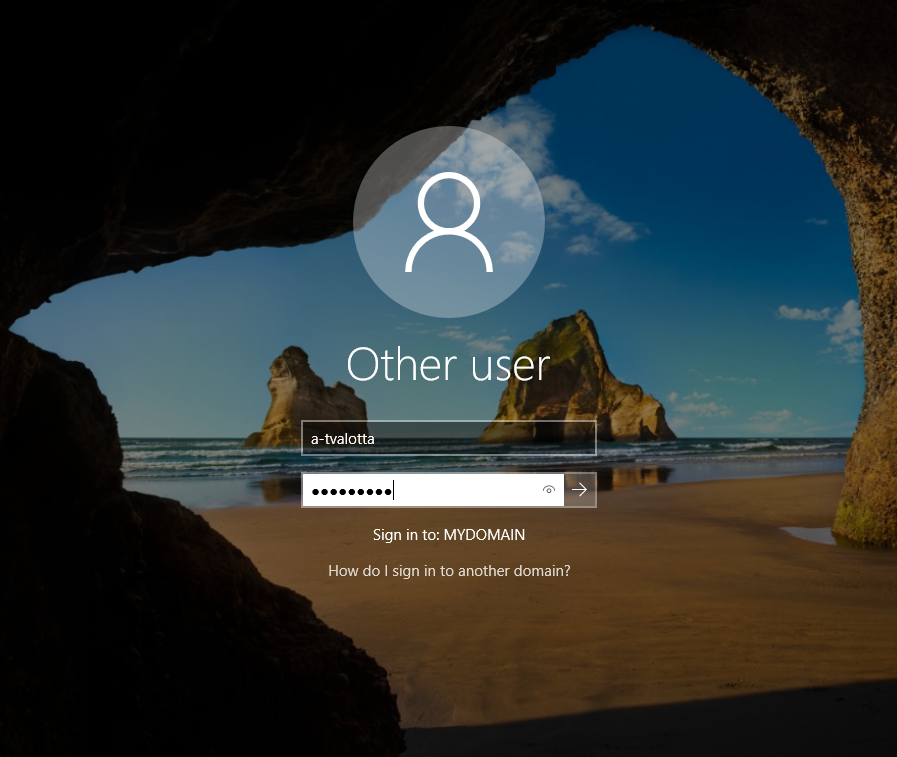 Other user
a-tvalotta
●●●●●●●●●
Sign in to: MYDOMAIN
How do I sign in to another domain?